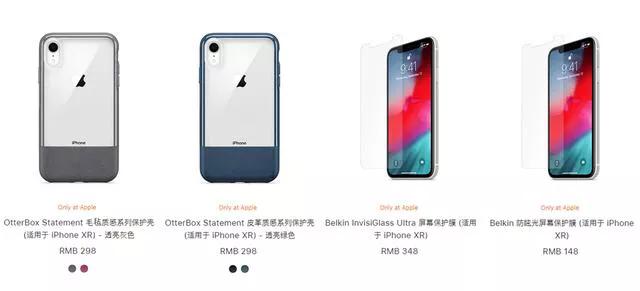 iPhone
iPhone
Only at Apple
OtterBox Statement 毛毡质感系列保护壳
(适用于 iPhone XR) - 透亮灰色
RMB 298
Only at Apple
OtterBox Statement 皮革质感系列保护壳
(适用于 iPhone XR) - 透亮绿色
RMB 298
Only at Apple
Belkin InvisiGlass Ultra 屏幕保护膜 (适用
于 iPhone XR)
RMB 348
Only at Apple
Belkin 防眩光屏幕保护膜 (适用于 iPhone
XR)
RMB 148